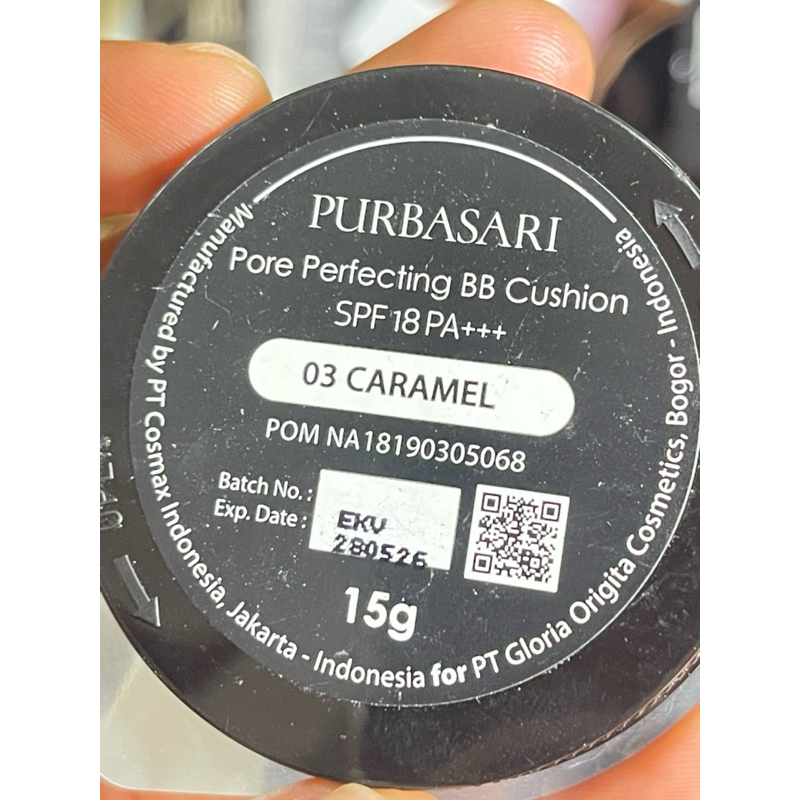 PURBASARI
Pore Perfecting BB Cushion
SPF 18 PA+++
03 CARAMEL
POM NA18190305068
Batch No. :
EKV
Exp. Date :
280526
15g
Manufactured by PT Cosmax Indonesia, Jakarta - Indonesia for PT Gloria Origita Cosmetics, Bogor - Indonesia